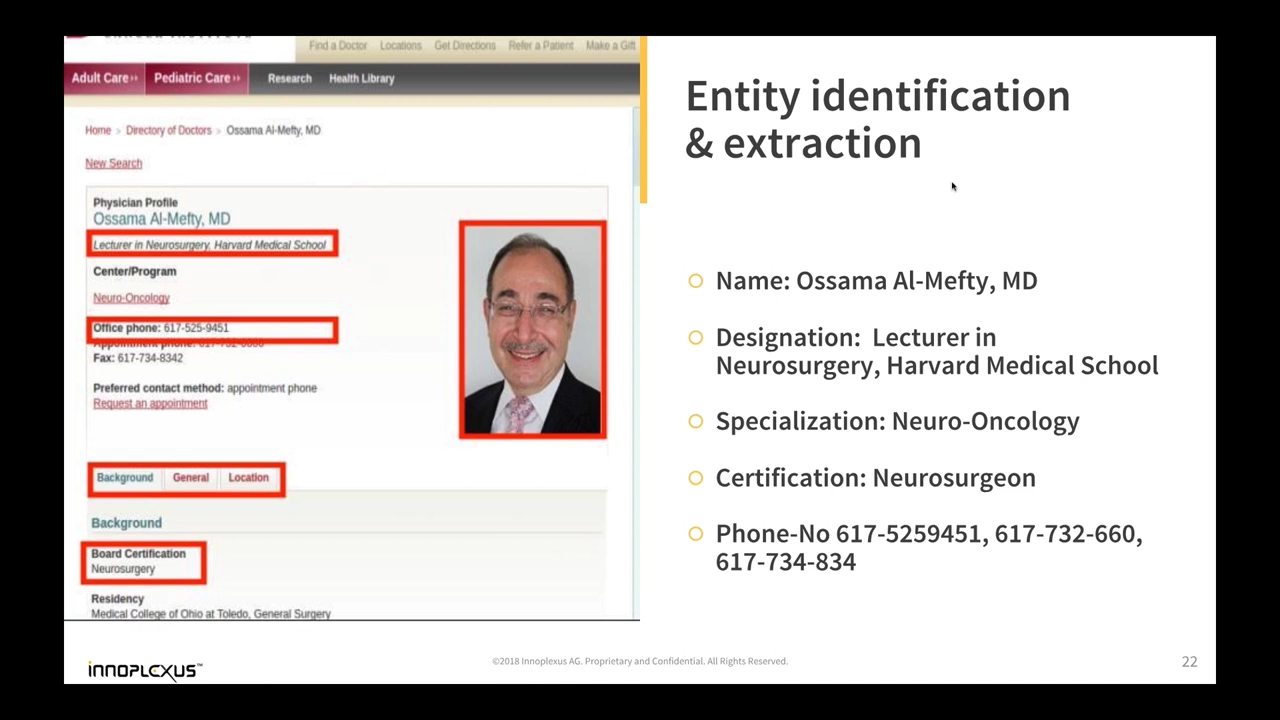 Find a Doctor Locations Get Directions Refer a Patient Make a Gift
Adult Care Pediatric Care Research Health Library
Home > Directory of Doctors > Ossama Al-Mefty, MD
New Search
Physician Profile
Ossama Al-Mefty, MD
Lecturer in Neurosurgery, Harvard Medical School
Center/Program
Neuro-Oncology
Office phone: 617-525-9451
Appointment phone:
Fax: 617-734-8342
Preferred contact method: appointment phone
Request an appointment
Background General Location
Background
Board Certification
Neurosurgery
Residency
Medical College of Ohio at Toledo, General Surgery
Entity identification
& extraction
Name: Ossama Al-Mefty, MD
Designation: Lecturer in
Neurosurgery, Harvard Medical School
Specialization: Neuro-Oncology
Certification: Neurosurgeon
Phone-No 617-5259451, 617-732-660,
617-734-834
INNOPLEXUS™
©2018 Innoplexus AG. Proprietary and Confidential. All Rights Reserved.
22